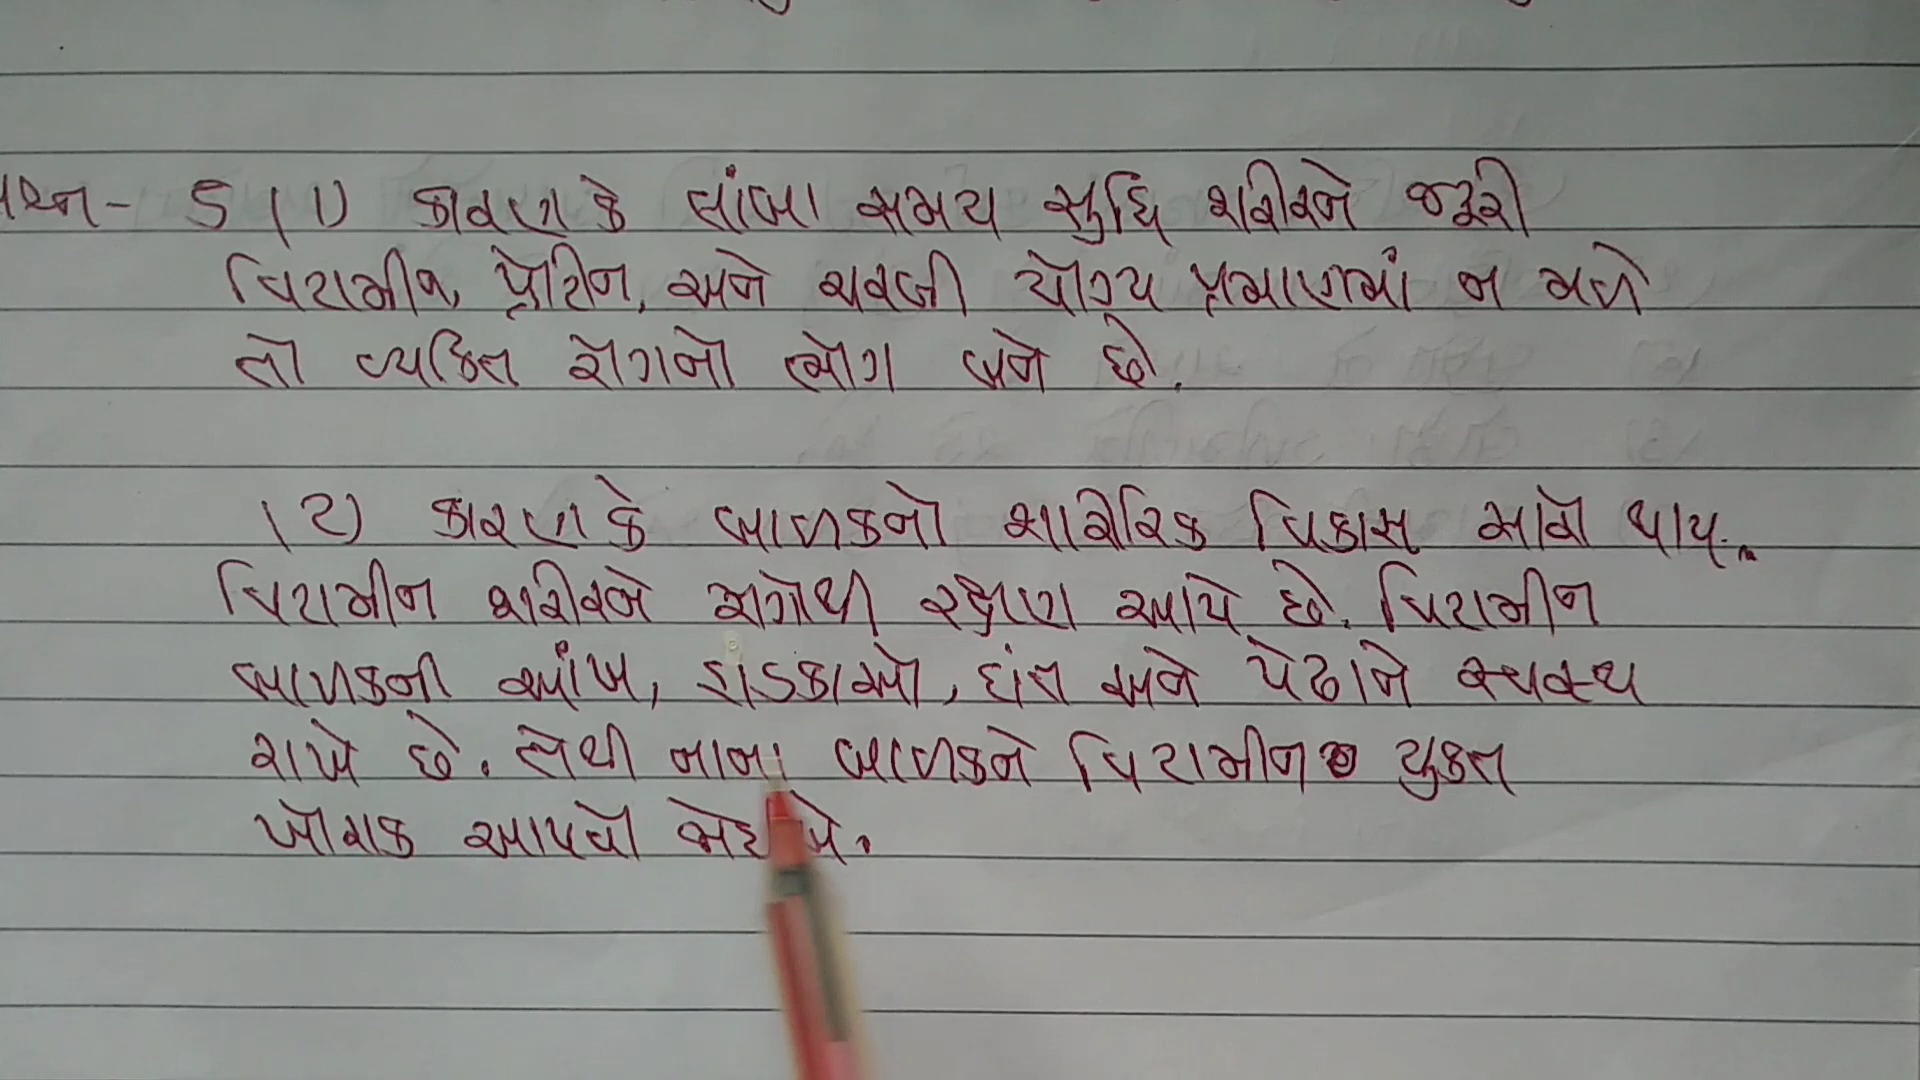 પ્રશ્ન - 5 (1) કારણ કે લાંબા સમય સુધિ શરીરને જરૂરી
વિટામીન, પ્રોટિન, અને ચરબી યોગ્ય પ્રમાણમાં ન મળે
તો વ્યક્તિ રોગનો ભોગ બને છે.
(2) કારણ કે બાળકનો શારીરિક વિકાસ સારો થાય.
વિટામીન શરીરને રોગોથી રક્ષણ આપે છે. વિટામીન
બાળકની આંખ, હાડકાઓ, દાંત અને પેઢાને સ્વસ્થ
રાખે છે. તેથી નાના બાળકને વિટામીન યુક્ત
ખોરાક આપવો જોઇએ.